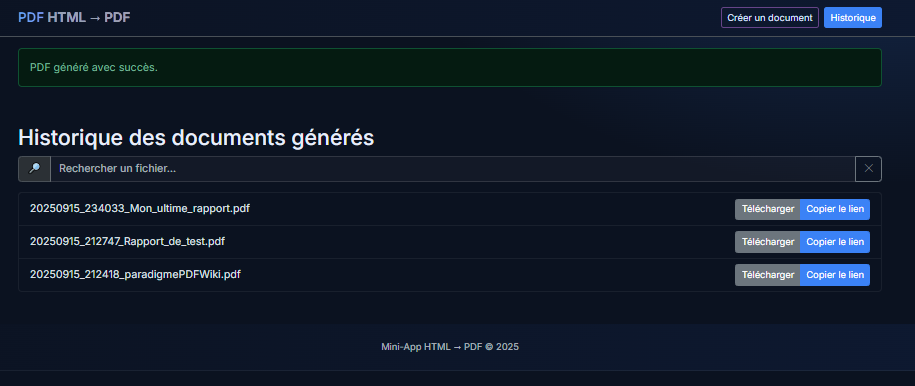 PDF HTML → PDF
Créer un document
Historique
PDF généré avec succès.
Historique des documents générés
Rechercher un fichier...
20250915_234033_Mon_ultime_rapport.pdf
Télécharger
Copier le lien
20250915_212747_Rapport_de_test.pdf
Télécharger
Copier le lien
20250915_212418_paradigmePDFWiki.pdf
Télécharger
Copier le lien
Mini-App HTML → PDF © 2025